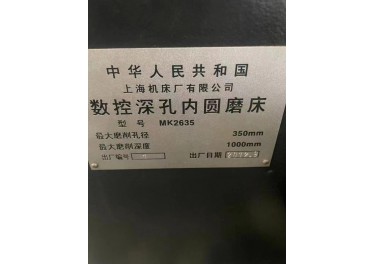 中华人民共和国
上海机床厂有限公司
数控深孔内圆磨床
型号 MK2635
最大磨削孔径 350mm
最大磨削深度 1000mm
出厂编号 出厂日期